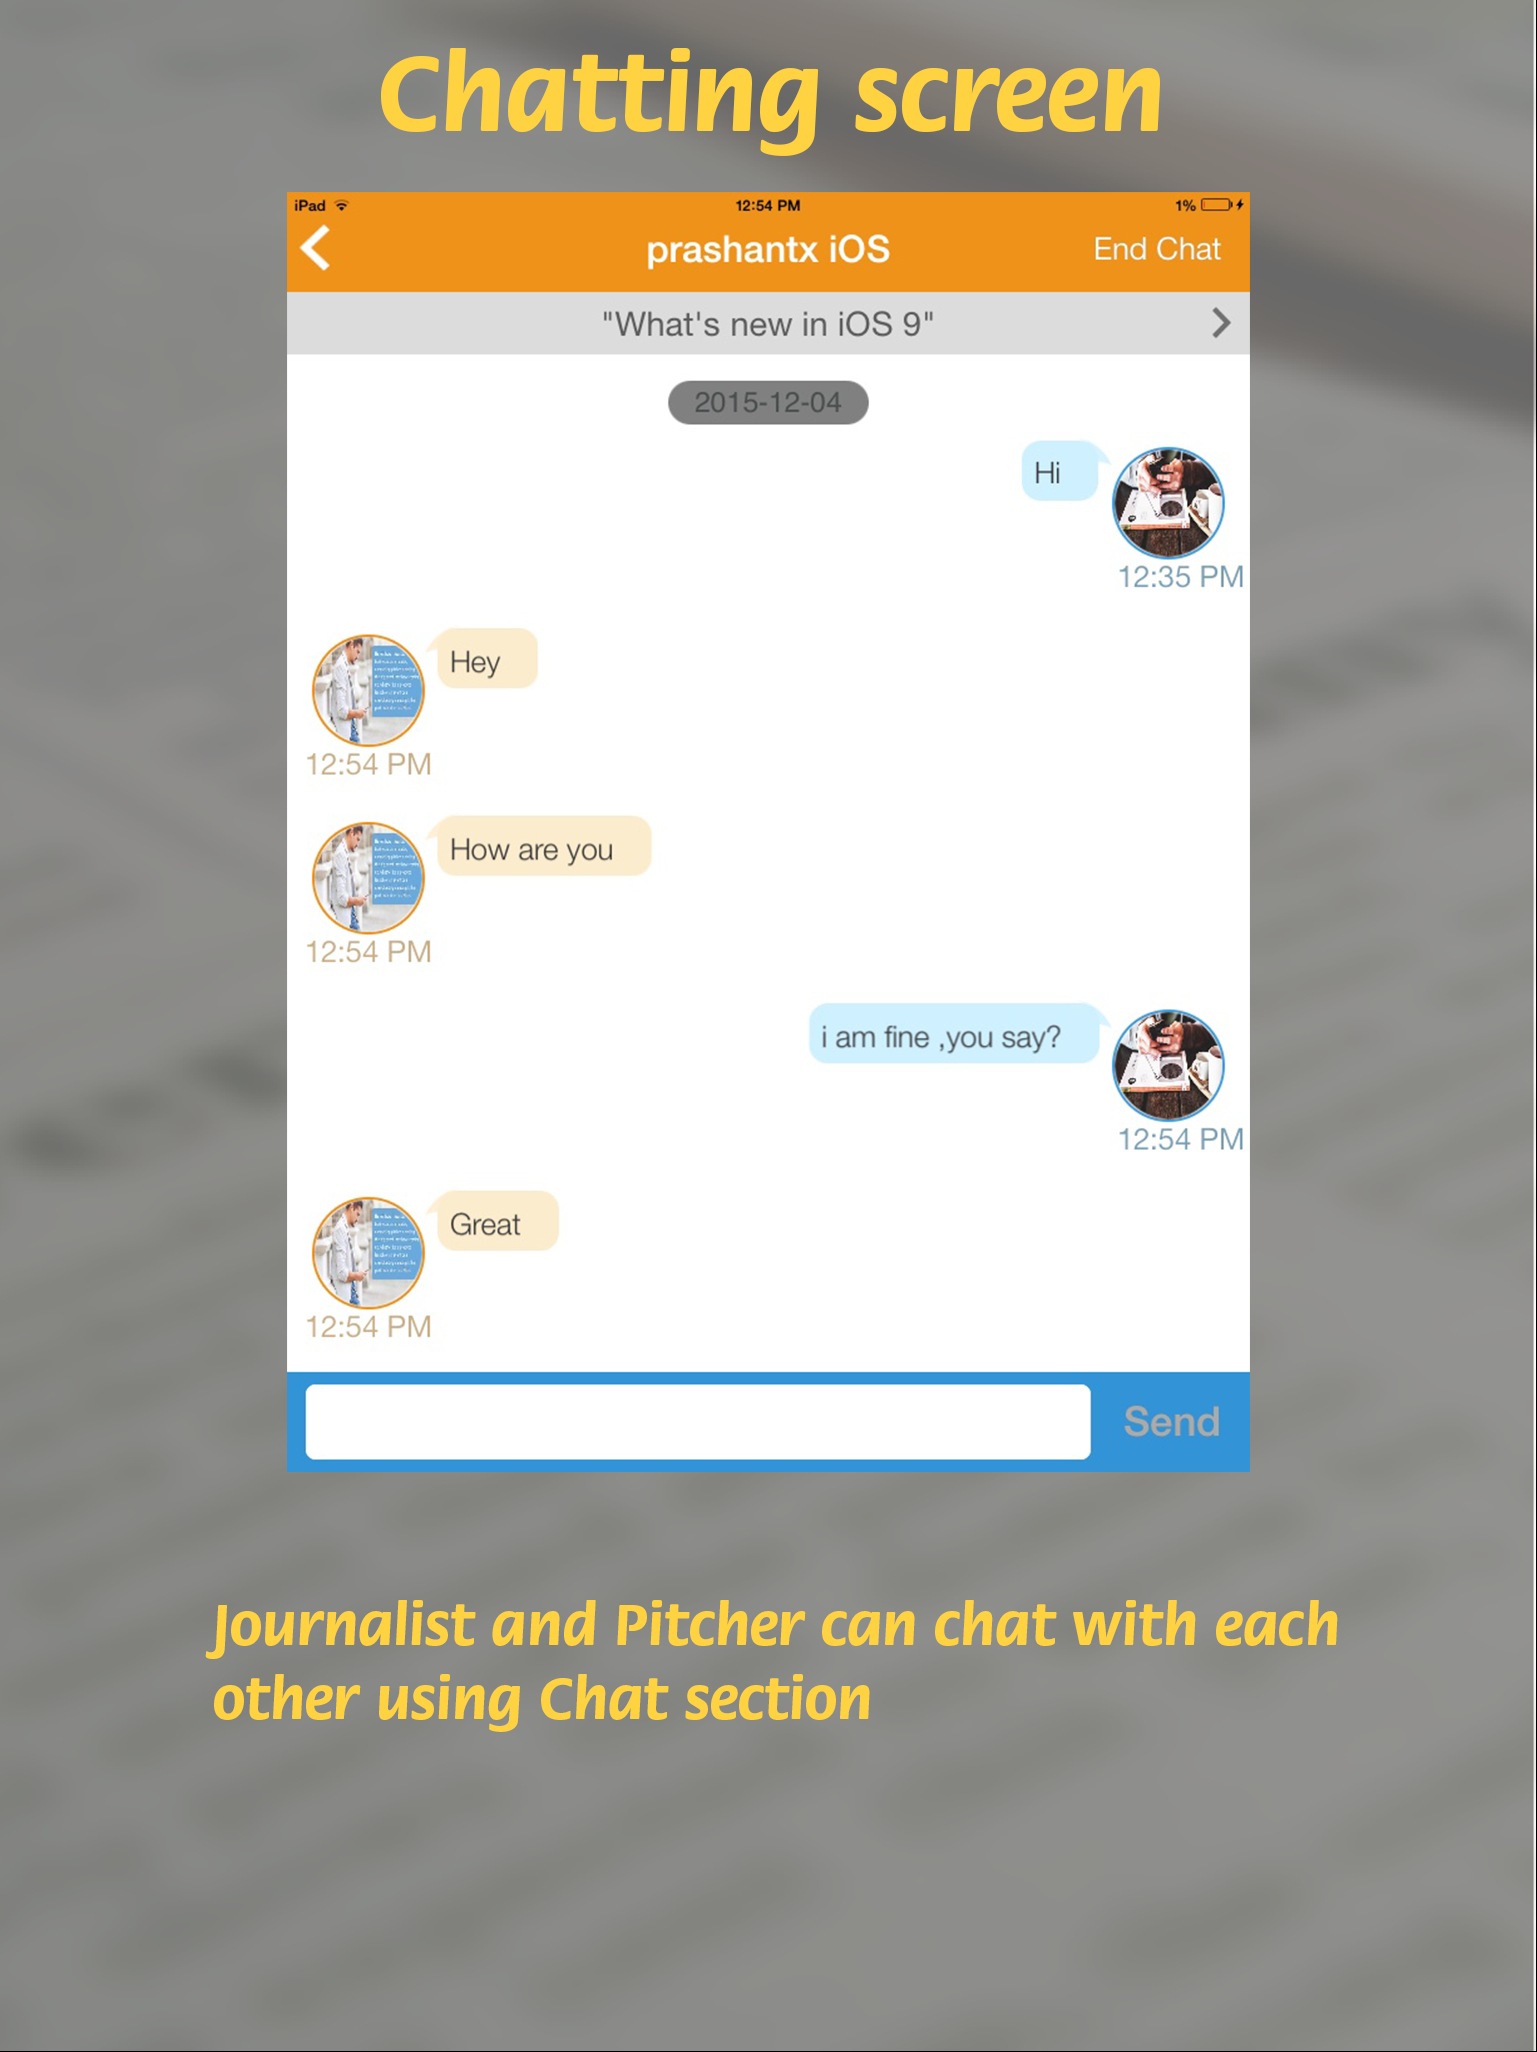 Chatting screen
iPad 12:54 PM 1%
prashantx iOS End Chat
"What's new in iOS 9"
2015-12-04
Hi
12:35 PM
Hey
12:54 PM
How are you
12:54 PM
i am fine ,you say?
12:54 PM
Great
12:54 PM
Send
Journalist and Pitcher can chat with each
other using Chat section